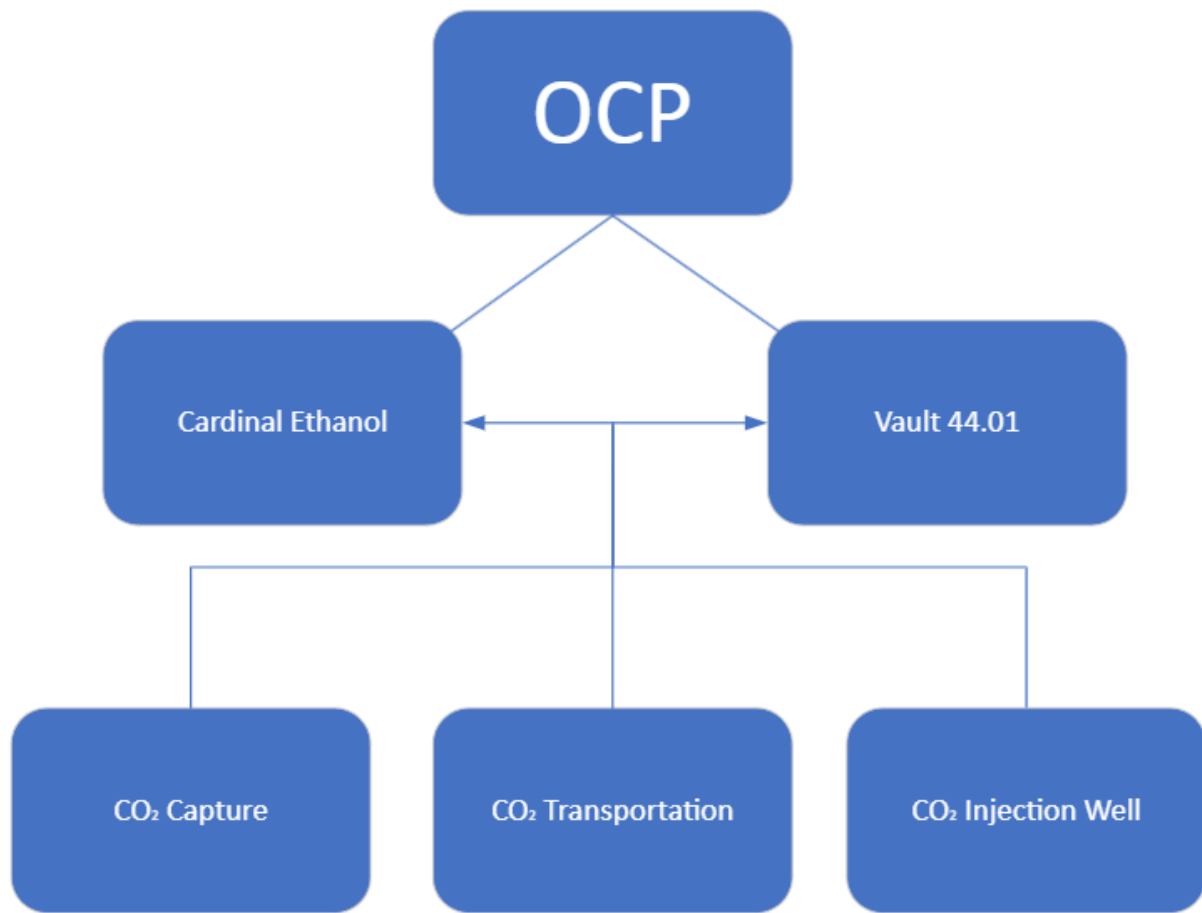 OCP
Cardinal Ethanol
Vault 44.01
CO₂ Capture
CO₂ Transportation
CO₂ Injection Well